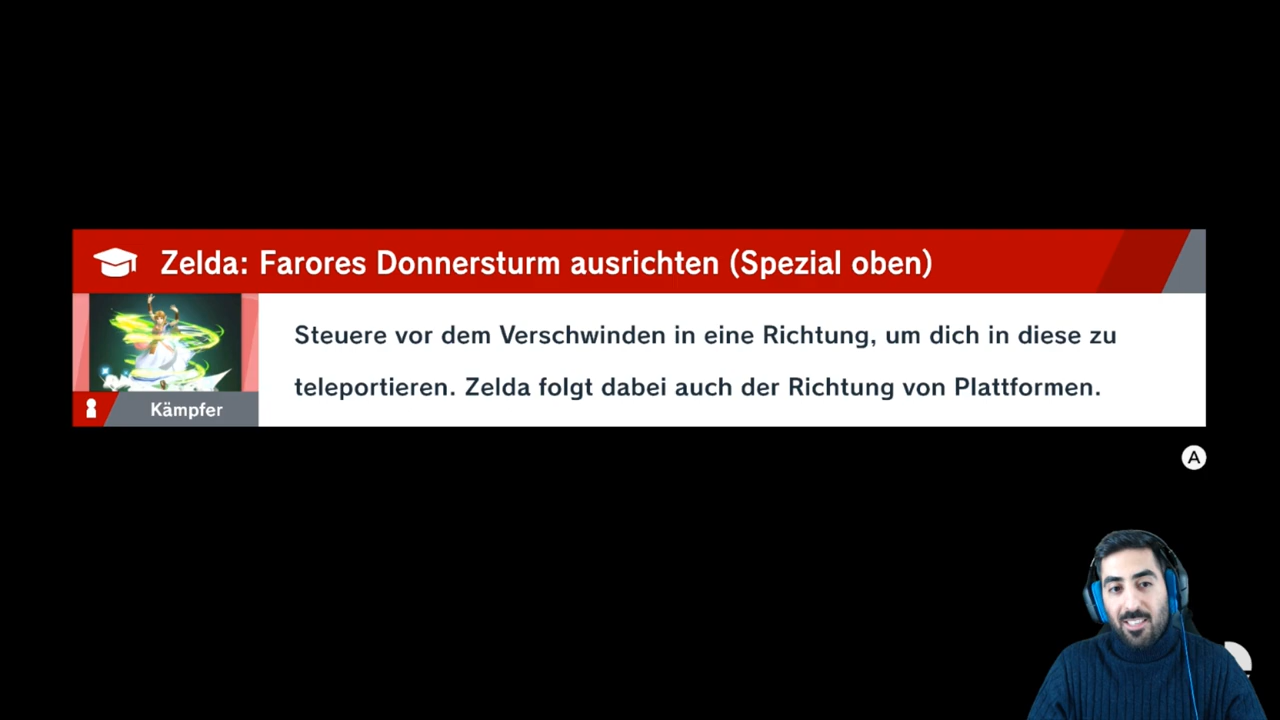 Zelda: Farores Donnersturm ausrichten (Spezial oben)
Steuere vor dem Verschwinden in eine Richtung, um dich in diese zu
teleportieren. Zelda folgt dabei auch der Richtung von Plattformen.
Kämpfer
A